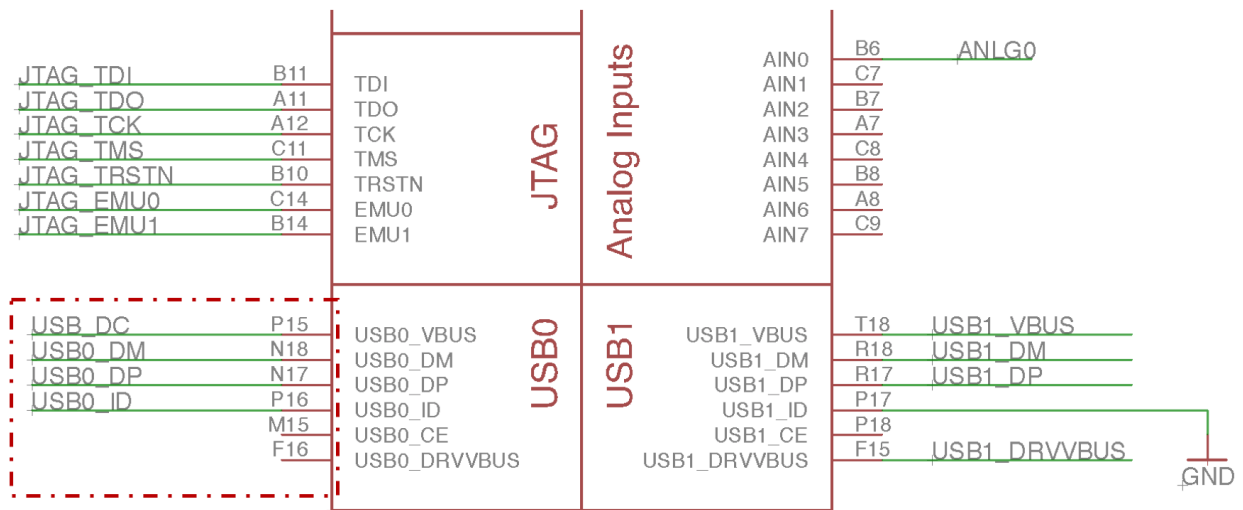 JTAG_TDI B11 TDI
JTAG_TDO A11 TDO
JTAG_TCK A12 TCK
JTAG_TMS C11 TMS
JTAG_TRSTN B10 TRSTN
JTAG_EMU0 C14 EMU0
JTAG_EMU1 B14 EMU1
JTAG
Analog Inputs
AIN0 B6 ANLG0
AIN1 C7
AIN2 B7
AIN3 A7
AIN4 C8
AIN5 B8
AIN6 A8
AIN7 C9
USB_DC P15 USB0_VBUS
USB0_DM N18 USB0_DM
USB0_DP N17 USB0_DP
USB0_ID P16 USB0_ID
M15 USB0_CE
F16 USB0_DRVVBUS
USB0
USB1
USB1_VBUS T18 USB1_VBUS
USB1_DM R18 USB1_DM
USB1_DP R17 USB1_DP
USB1_ID P17
USB1_CE P18
USB1_DRVVBUS F15 USB1_DRVVBUS
GND